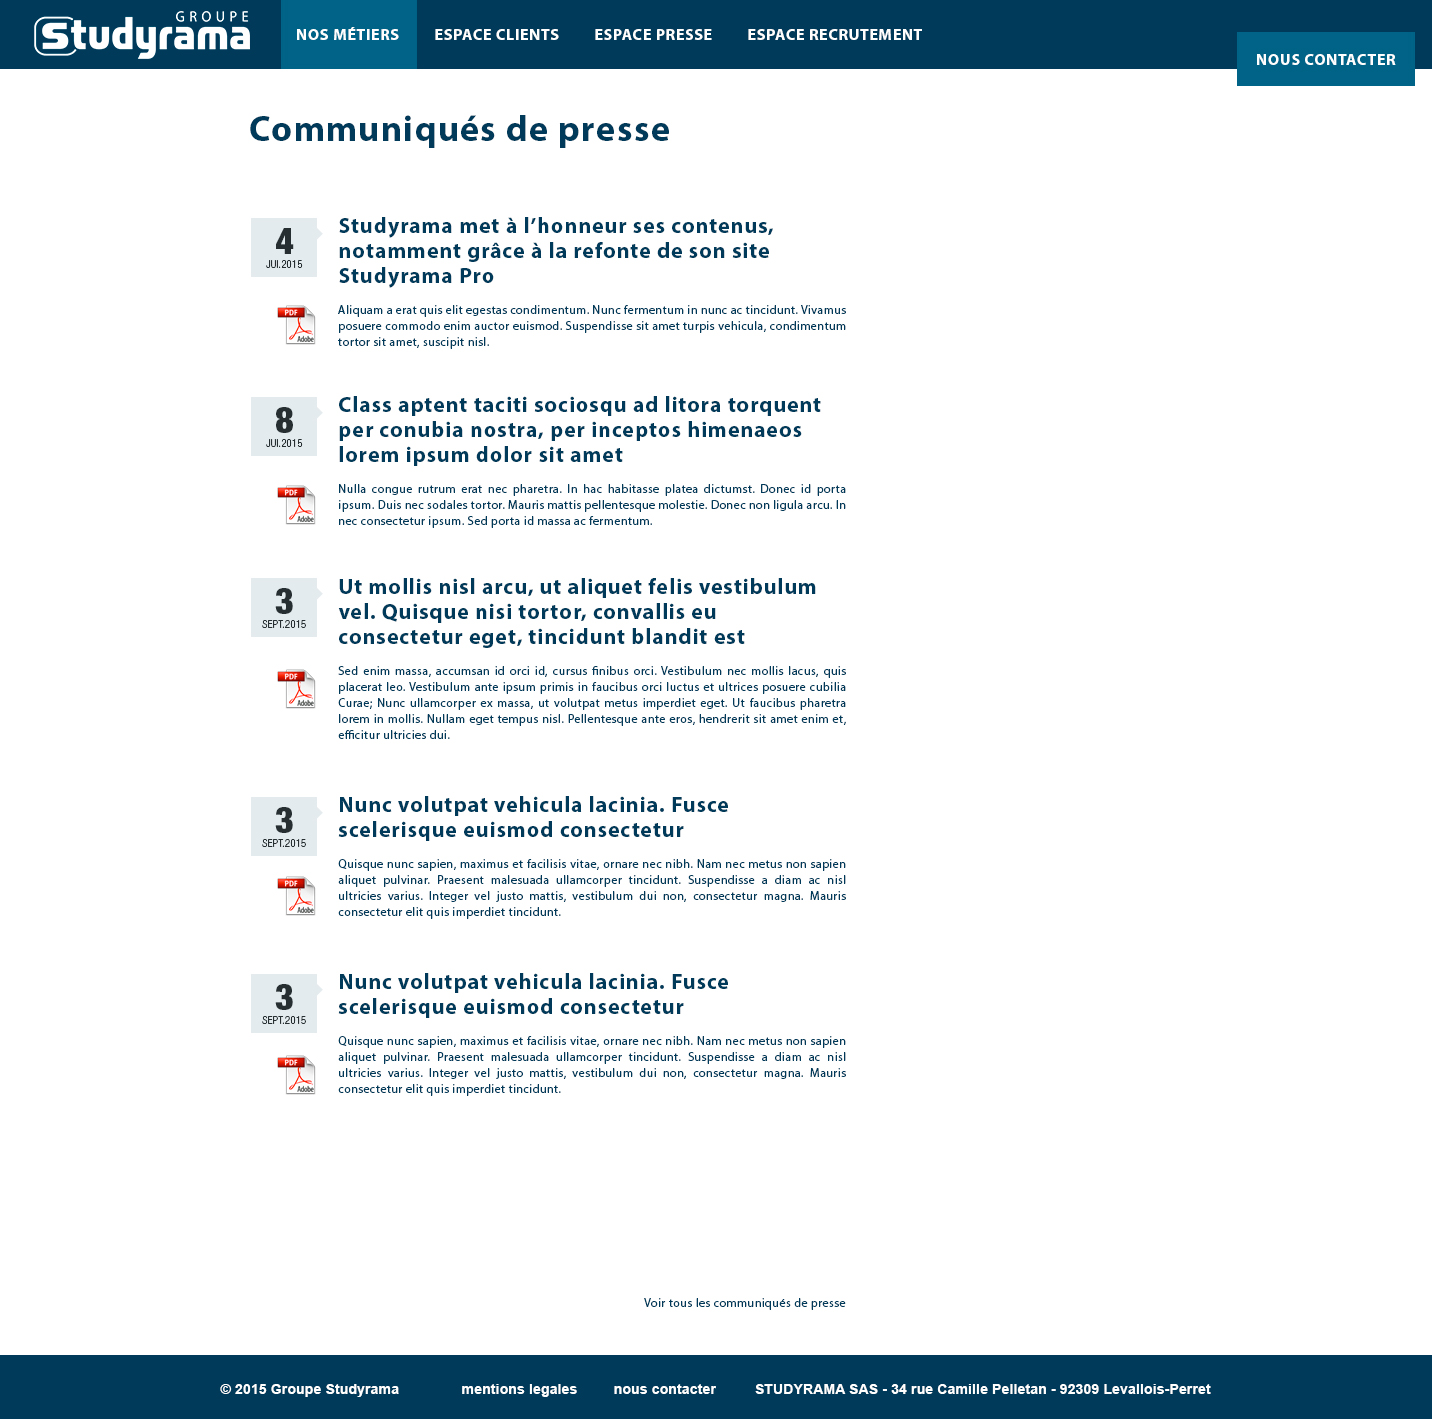 GROUPE
Studyrama
NOS MÉTIERS
ESPACE CLIENTS
ESPACE PRESSE
ESPACE RECRUTEMENT
NOUS CONTACTER
Communiqués de presse
4
JUI.2015
Studyrama met à l’honneur ses contenus,
notamment grâce à la refonte de son site
Studyrama Pro
PDF
Adobe
Aliquam a erat quis elit egestas condimentum. Nunc fermentum in nunc ac tincidunt. Vivamus
posuere commodo enim auctor euismod. Suspendisse sit amet turpis vehicula, condimentum
tortor sit amet, suscipit nisl.
8
JUI.2015
Class aptent taciti sociosqu ad litora torquent
per conubia nostra, per inceptos himenaeos
lorem ipsum dolor sit amet
PDF
Adobe
Nulla congue rutrum erat nec pharetra. In hac habitasse platea dictumst. Donec id porta
ipsum. Duis nec sodales tortor. Mauris mattis pellentesque molestie. Donec non ligula arcu. In
nec consectetur ipsum. Sed porta id massa ac fermentum.
3
SEPT.2015
Ut mollis nisl arcu, ut aliquet felis vestibulum
vel. Quisque nisi tortor, convallis eu
consectetur eget, tincidunt blandit est
PDF
Adobe
Sed enim massa, accumsan id orci id, cursus finibus orci. Vestibulum nec mollis lacus, quis
placerat leo. Vestibulum ante ipsum primis in faucibus orci luctus et ultrices posuere cubilia
Curae; Nunc ullamcorper ex massa, ut volutpat metus imperdiet eget. Ut faucibus pharetra
lorem in mollis. Nullam eget tempus nisl. Pellentesque ante eros, hendrerit sit amet enim et,
efficitur ultricies dui.
3
SEPT.2015
Nunc volutpat vehicula lacinia. Fusce
scelerisque euismod consectetur
PDF
Adobe
Quisque nunc sapien, maximus et facilisis vitae, ornare nec nibh. Nam nec metus non sapien
aliquet pulvinar. Praesent malesuada ullamcorper tincidunt. Suspendisse a diam ac nisl
ultricies varius. Integer vel justo mattis, vestibulum dui non, consectetur magna. Mauris
consectetur elit quis imperdiet tincidunt.
3
SEPT.2015
Nunc volutpat vehicula lacinia. Fusce
scelerisque euismod consectetur
PDF
Adobe
Quisque nunc sapien, maximus et facilisis vitae, ornare nec nibh. Nam nec metus non sapien
aliquet pulvinar. Praesent malesuada ullamcorper tincidunt. Suspendisse a diam ac nisl
ultricies varius. Integer vel justo mattis, vestibulum dui non, consectetur magna. Mauris
consectetur elit quis imperdiet tincidunt.
Voir tous les communiqués de presse
© 2015 Groupe Studyrama
mentions legales
nous contacter
STUDYRAMA SAS - 34 rue Camille Pelletan - 92309 Levallois-Perret